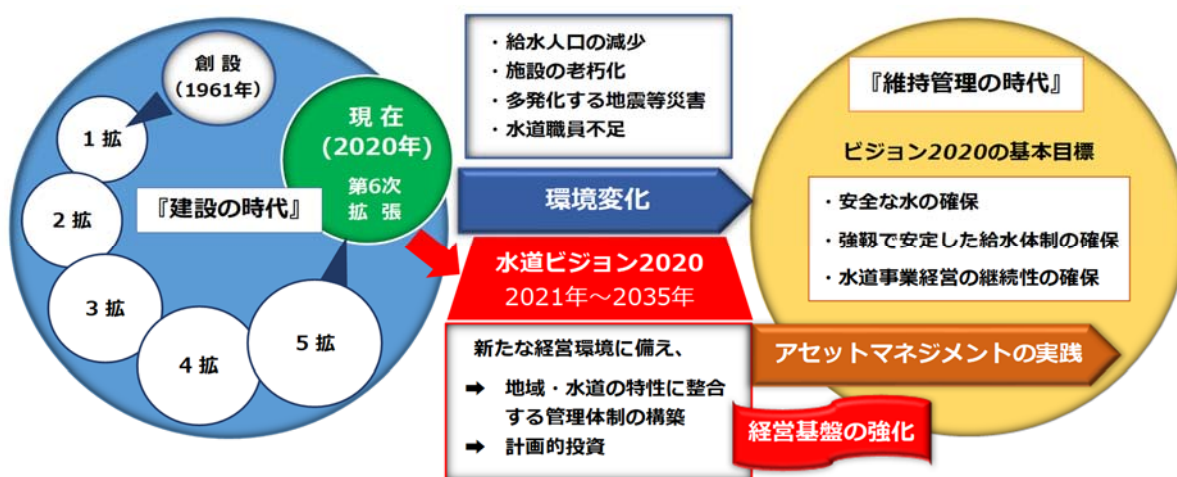 創 設
(1961年)
1 拡
2 拡
3 拡
4 拡
5 拡
『建設の時代』
現 在
(2020年)
第6次
拡 張
・給水人口の減少
・施設の老朽化
・多発化する地震等災害
・水道職員不足
環境変化
水道ビジョン2020
2021年～2035年
新たな経営環境に備え、
➡ 地域・水道の特性に整合
する管理体制の構築
➡ 計画的投資
『維持管理の時代』
ビジョン2020の基本目標
・安全な水の確保
・強靱で安定した給水体制の確保
・水道事業経営の継続性の確保
アセットマネジメントの実践
経営基盤の強化